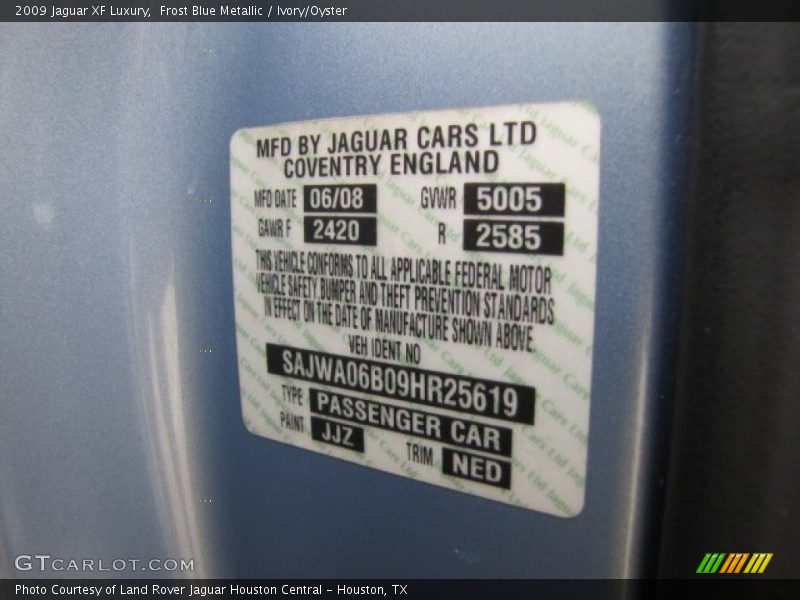 2009 Jaguar XF Luxury, Frost Blue Metallic / Ivory/Oyster
MFD BY JAGUAR CARS LTD
COVENTRY ENGLAND
MFD DATE 06/08 GVWR 5005
GAWR F 2420 R 2585
THIS VEHICLE CONFORMS TO ALL APPLICABLE FEDERAL MOTOR
VEHICLE SAFETY BUMPER AND THEFT PREVENTION STANDARDS
IN EFFECT ON THE DATE OF MANUFACTURE SHOWN ABOVE
VEH IDENT NO
SAJWA06B09HR25619
TYPE PASSENGER CAR
PAINT JJZ TRIM NED
GTCARLOT.COM
Photo Courtesy of Land Rover Jaguar Houston Central - Houston, TX